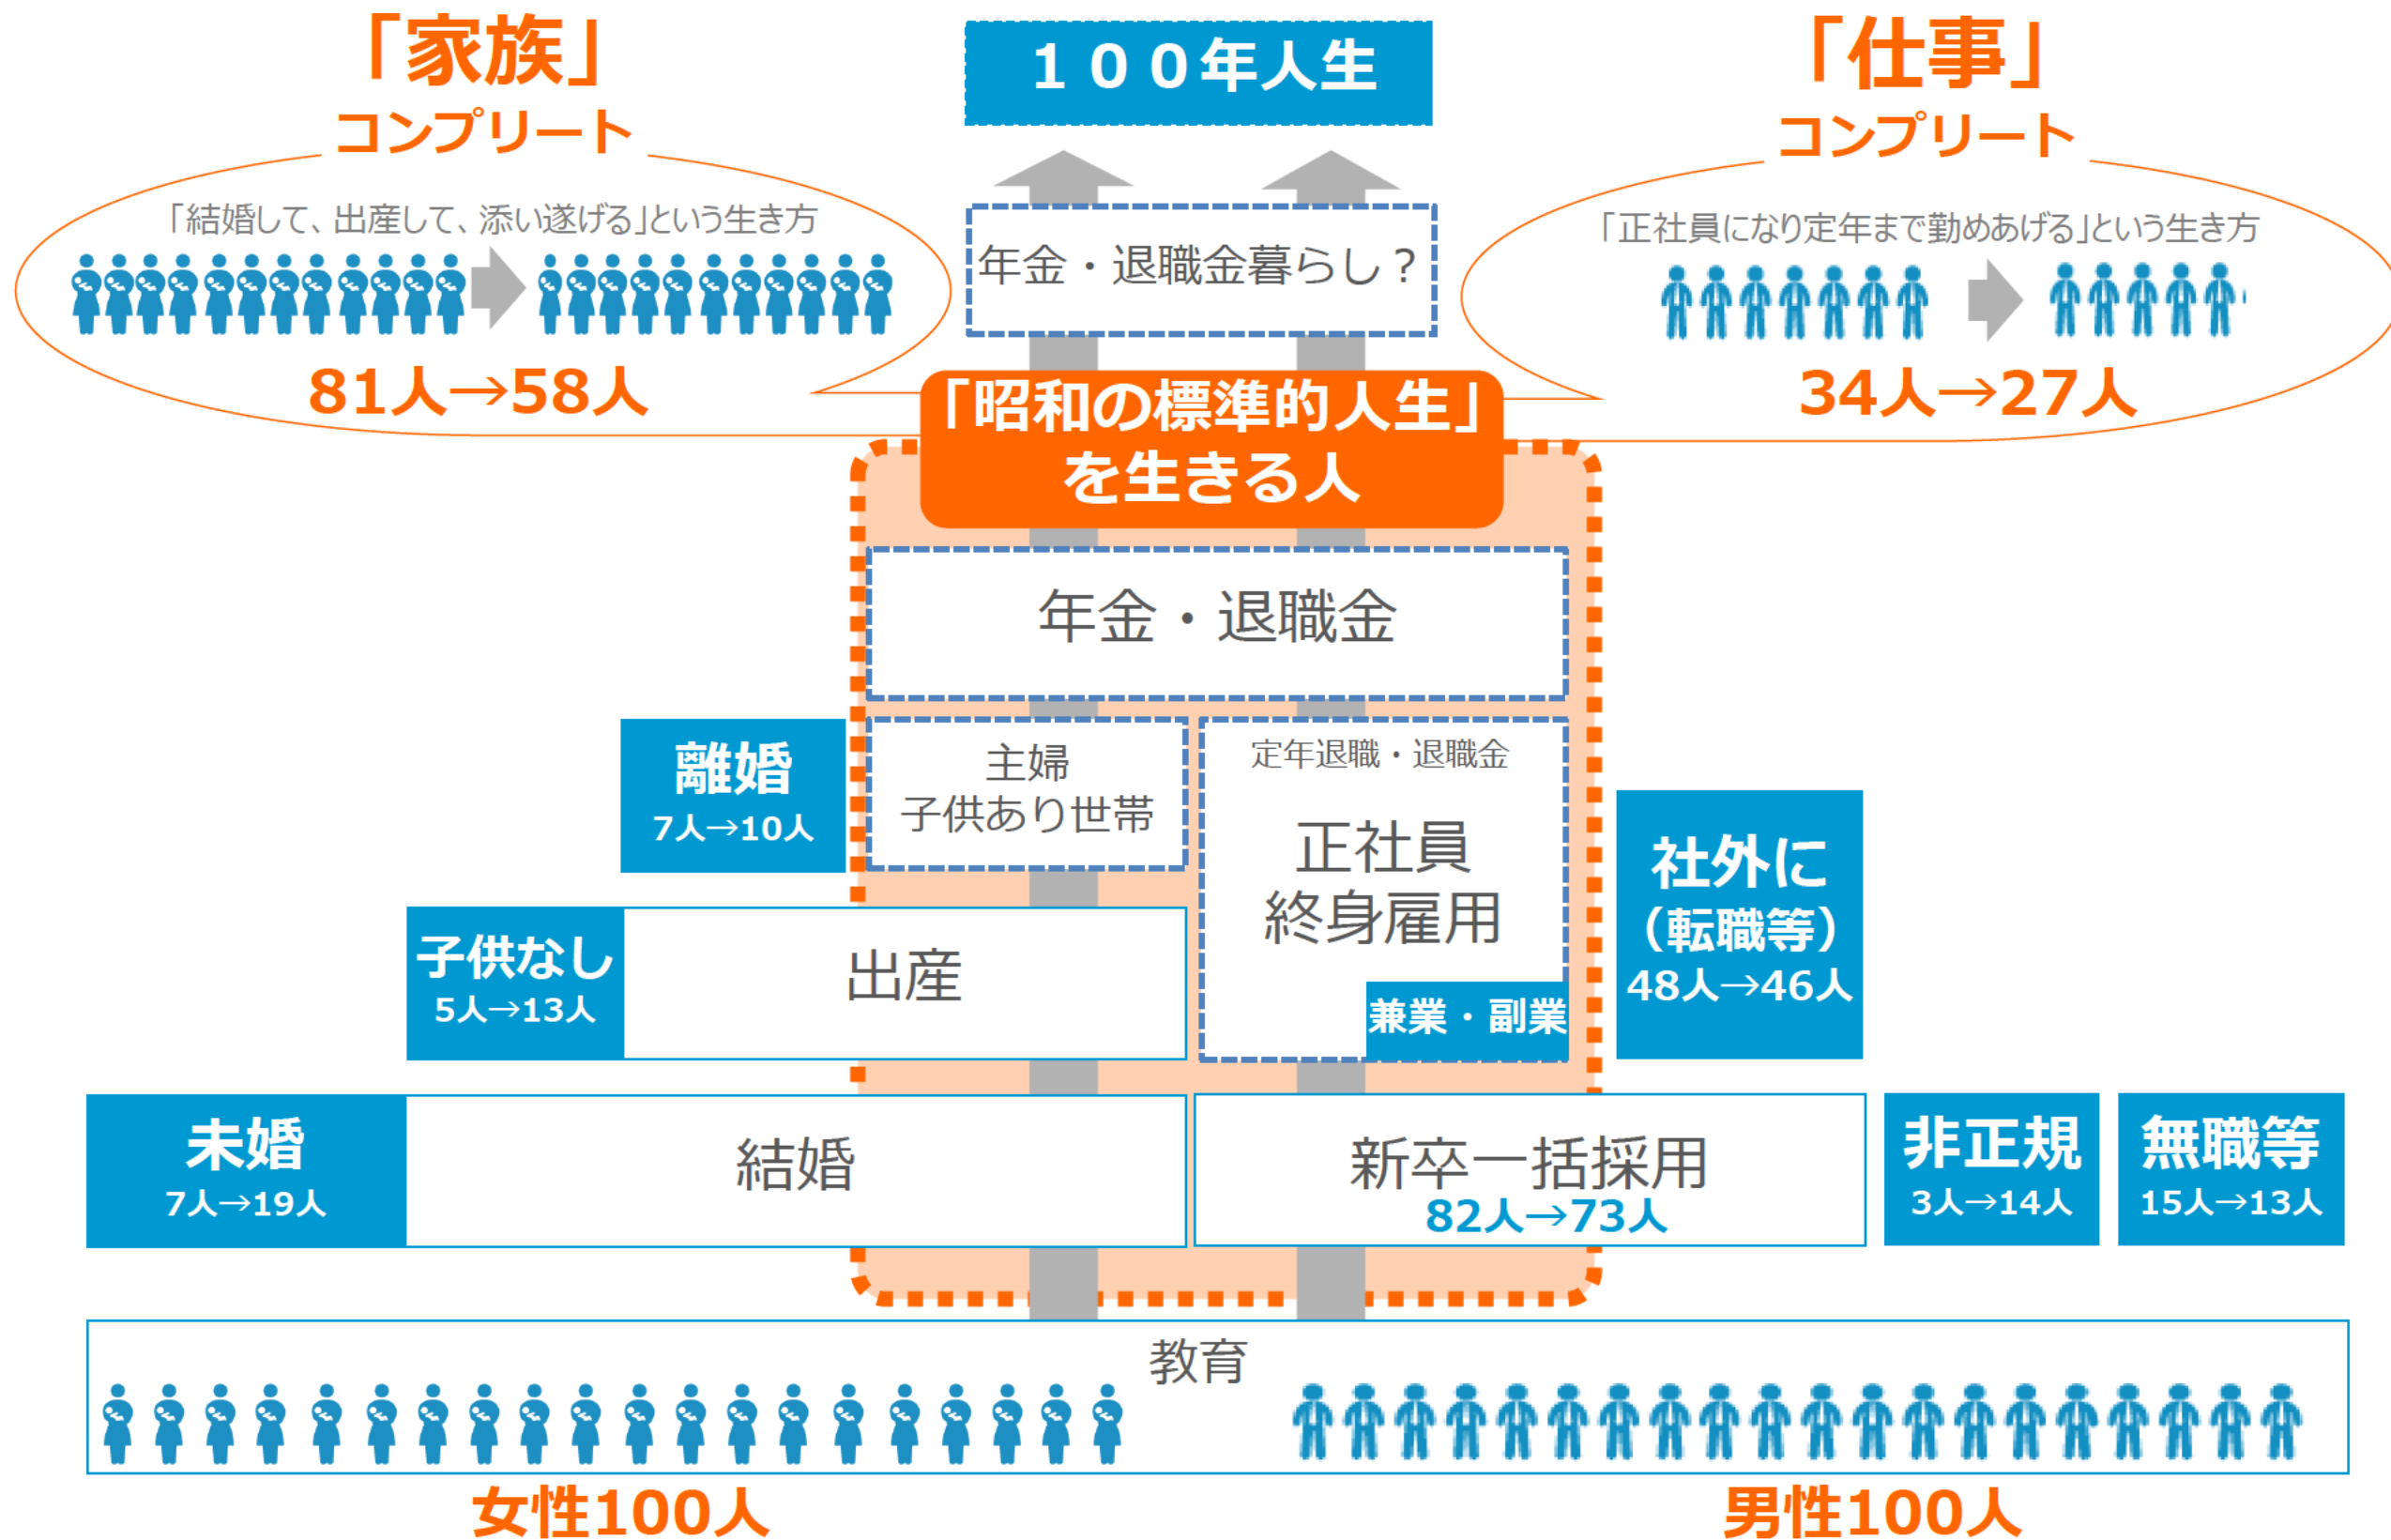 「家族」
コンプリート
「結婚して、出産して、添い遂げる」という生き方
81人→58人
１００年人生
年金・退職金暮らし？
「仕事」
コンプリート
「正社員になり定年まで勤めあげる」という生き方
34人→27人
「昭和の標準的人生」
を生きる人
年金・退職金
離婚
7人→10人
主婦
子供あり世帯
定年退職・退職金
正社員
終身雇用
兼業・副業
社外に
（転職等）
48人→46人
子供なし
5人→13人
出産
未婚
7人→19人
結婚
新卒一括採用
82人→73人
非正規
3人→14人
無職等
15人→13人
教育
女性100人
男性100人